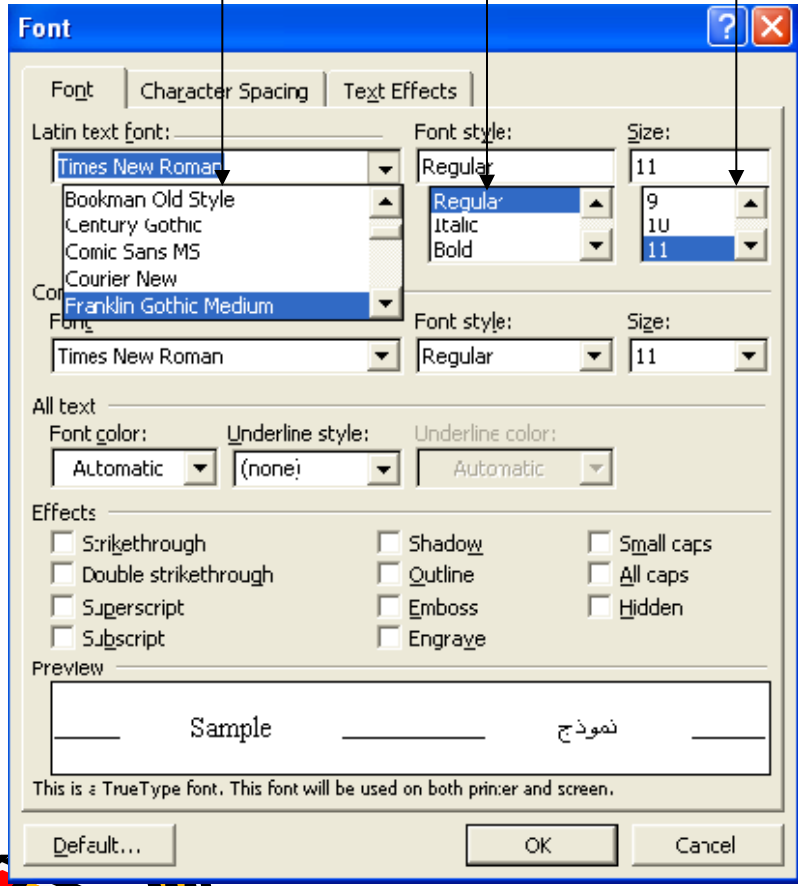 Font
Font Character Spacing Text Effects
Latin text font: Font style: Size:
Times New Roman Regular 11
Bookman Old Style Regular 9
Century Gothic Italic 10
Comic Sans MS Bold 11
Courier New
Franklin Gothic Medium
Font Font style: Size:
Times New Roman Regular 11
All text
Font color: Underline style: Underline color:
Automatic (none) Automatic
Effects
Strikethrough Shadow Small caps
Double strikethrough Outline All caps
Superscript Emboss Hidden
Subscript Engrave
Preview
Sample نموذج
This is a TrueType font. This font will be used on both printer and screen.
Default... OK Cancel